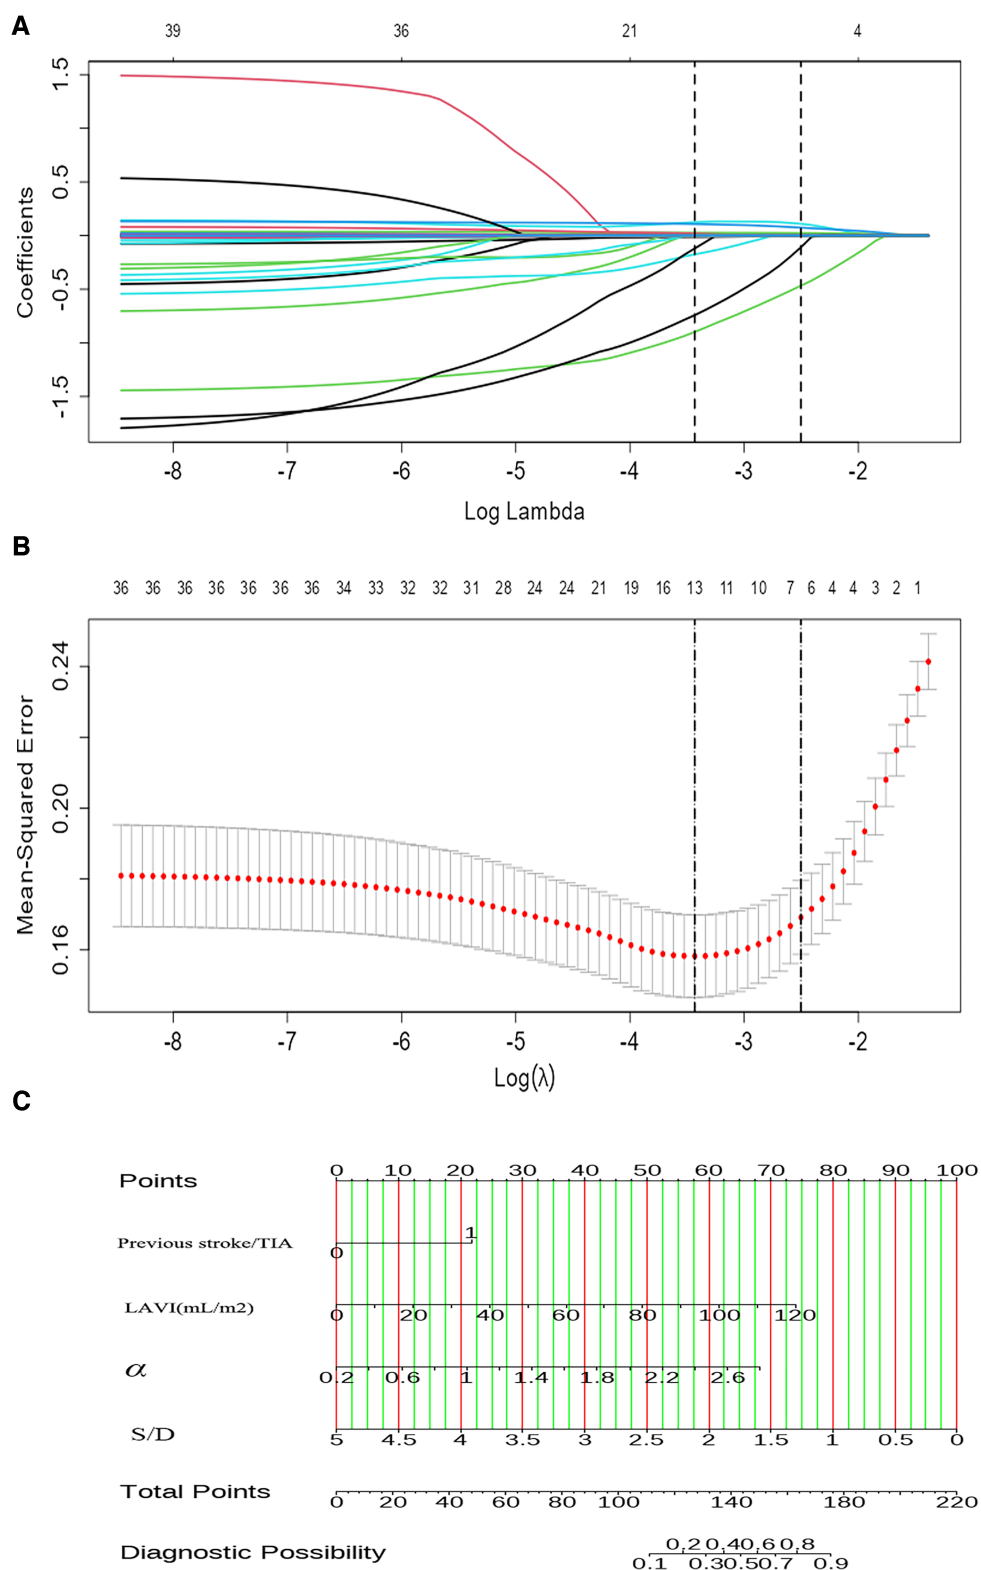 A
39 36 21 4
1.5
0.5
-0.5
-1.5
Coefficients
-8 -7 -6 -5 -4 -3 -2
Log Lambda
B
36 36 36 36 36 36 36 34 33 32 32 31 28 24 24 21 19 16 13 11 10 7 6 4 4 3 2 1
0.24
0.20
0.16
Mean-Squared Error
-8 -7 -6 -5 -4 -3 -2
Log(λ)
C
Points 0 10 20 30 40 50 60 70 80 90 100
Previous stroke/TIA 0 1
LAVI(mL/m2) 0 20 40 60 80 100 120
α 0.2 0.6 1 1.4 1.8 2.2 2.6
S/D 5 4.5 4 3.5 3 2.5 2 1.5 1 0.5 0
Total Points 0 20 40 60 80 100 140 180 220
Diagnostic Possibility 0.1 0.2 0.3 0.4 0.5 0.6 0.7 0.8 0.9